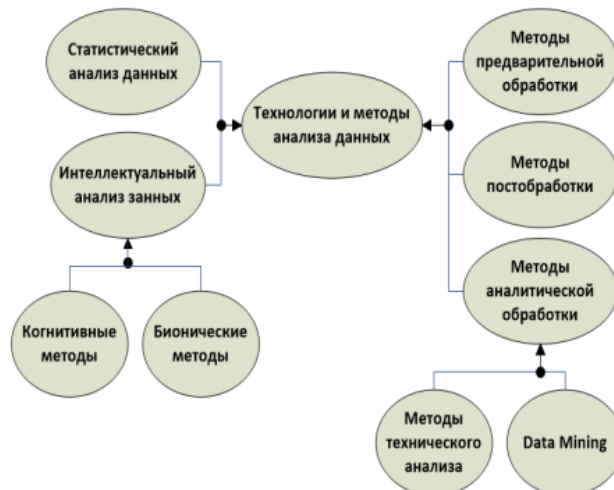 Статистический
анализ данных
Интеллектуальный
анализ занных
Когнитивные
методы
Бионические
методы
Технологии и методы
анализа данных
Методы
предварительной
обработки
Методы
постобработки
Методы
аналитической
обработки
Методы
технического
анализа
Data Mining